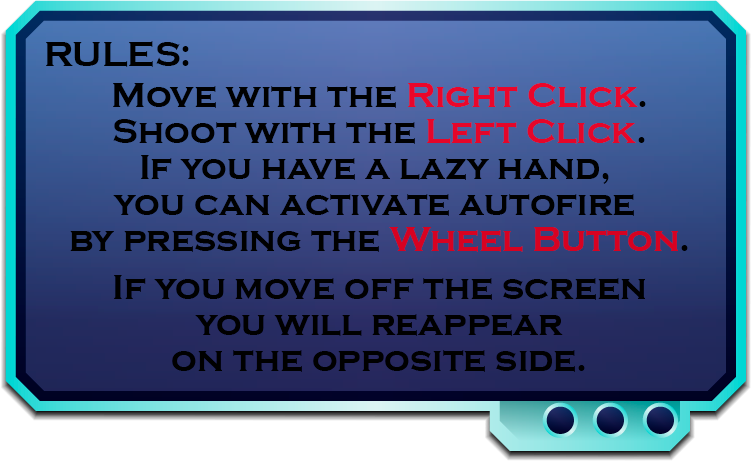 RULES:
Move with the Right Click.
Shoot with the Left Click.
If you have a lazy hand,
you can activate autofire
by pressing the Wheel Button.
If you move off the screen
you will reappear
on the opposite side.